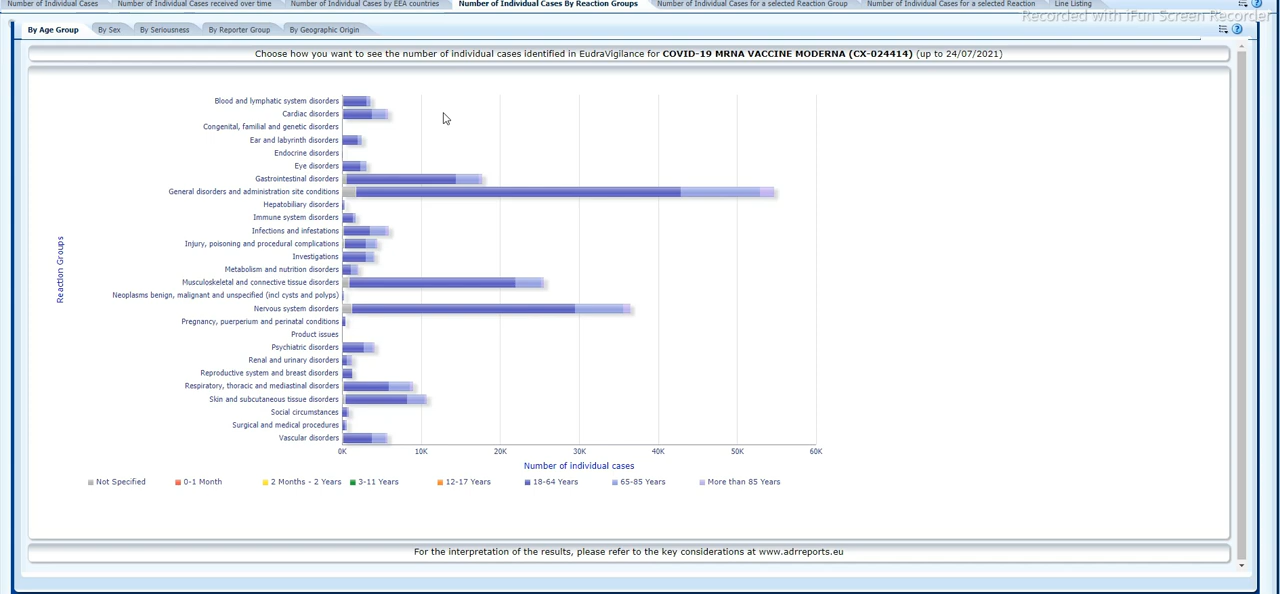 Number of Individual Cases
Number of Individual Cases received over time
Number of Individual Cases by EEA countries
Number of Individual Cases By Reaction Groups
Number of Individual Cases for a selected Reaction Group
Number of Individual Cases for a selected Reaction
Line Listing
Recorded with iFun Screen Recorder
By Age Group
By Sex
By Seriousness
By Reporter Group
By Geographic Origin
Choose how you want to see the number of individual cases identified in EudraVigilance for COVID-19 MRNA VACCINE MODERNA (CX-024414) (up to 24/07/2021)
Reaction Groups
Blood and lymphatic system disorders
Cardiac disorders
Congenital, familial and genetic disorders
Ear and labyrinth disorders
Endocrine disorders
Eye disorders
Gastrointestinal disorders
General disorders and administration site conditions
Hepatobiliary disorders
Immune system disorders
Infections and infestations
Injury, poisoning and procedural complications
Investigations
Metabolism and nutrition disorders
Musculoskeletal and connective tissue disorders
Neoplasms benign, malignant and unspecified (incl cysts and polyps)
Nervous system disorders
Pregnancy, puerperium and perinatal conditions
Product issues
Psychiatric disorders
Renal and urinary disorders
Reproductive system and breast disorders
Respiratory, thoracic and mediastinal disorders
Skin and subcutaneous tissue disorders
Social circumstances
Surgical and medical procedures
Vascular disorders
0K 10K 20K 30K 40K 50K 60K
Number of individual cases
Not Specified 0-1 Month 2 Months - 2 Years 3-11 Years 12-17 Years 18-64 Years 65-85 Years More than 85 Years
For the interpretation of the results, please refer to the key considerations at www.adrreports.eu